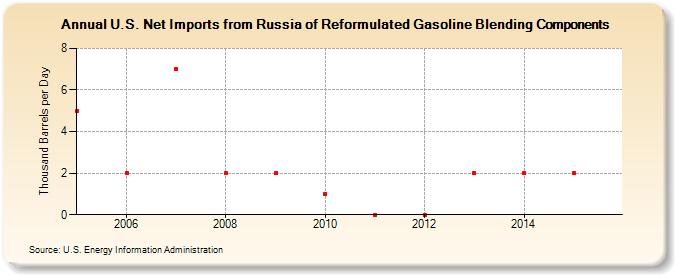 Annual U.S. Net Imports from Russia of Reformulated Gasoline Blending Components
Thousand Barrels per Day
8
6
4
2
0
2006 2008 2010 2012 2014
Source: U.S. Energy Information Administration